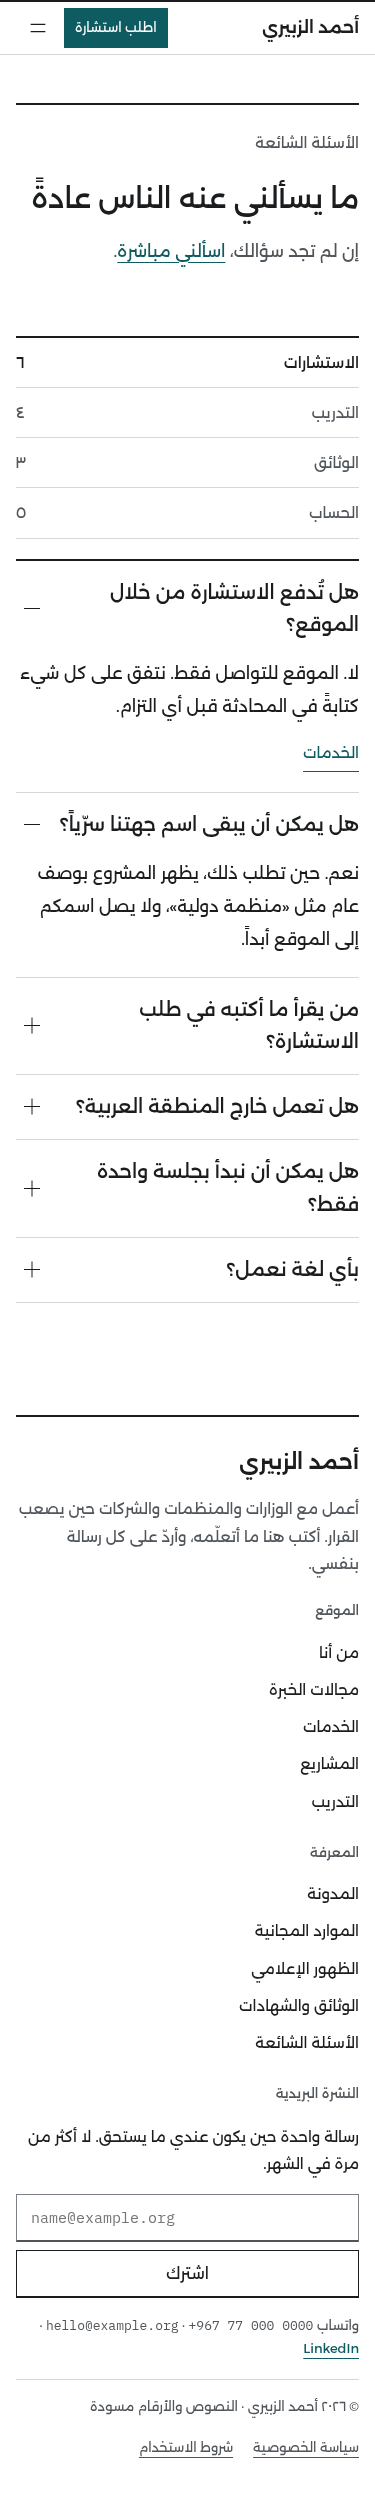 أحمد الزبيري
اطلب استشارة
الأسئلة الشائعة
ما يسألني عنه الناس عادةً
إن لم تجد سؤالك، اسألني مباشرة.
الاستشارات ٦
التدريب ٤
الوثائق ٣
الحساب ٥
هل تُدفع الاستشارة من خلال
الموقع؟
لا. الموقع للتواصل فقط. نتفق على كل شيء
كتابةً في المحادثة قبل أي التزام.
الخدمات
هل يمكن أن يبقى اسم جهتنا سرّياً؟
نعم. حين تطلب ذلك، يظهر المشروع بوصف
عام مثل «منظمة دولية»، ولا يصل اسمكم
إلى الموقع أبداً.
من يقرأ ما أكتبه في طلب
الاستشارة؟
هل تعمل خارج المنطقة العربية؟
هل يمكن أن نبدأ بجلسة واحدة
فقط؟
بأي لغة نعمل؟
أحمد الزبيري
أعمل مع الوزارات والمنظمات والشركات حين يصعب
القرار. أكتب هنا ما أتعلّمه، وأردّ على كل رسالة
بنفسي.
الموقع
من أنا
مجالات الخبرة
الخدمات
المشاريع
التدريب
المعرفة
المدونة
الموارد المجانية
الظهور الإعلامي
الوثائق والشهادات
الأسئلة الشائعة
النشرة البريدية
رسالة واحدة حين يكون عندي ما يستحق. لا أكثر من
مرة في الشهر.
name@example.org
اشترك
واتساب 0000 000 77 967+ · hello@example.org ·
LinkedIn
© ٢٠٢٦ أحمد الزبيري · النصوص والأرقام مسودة
سياسة الخصوصية شروط الاستخدام